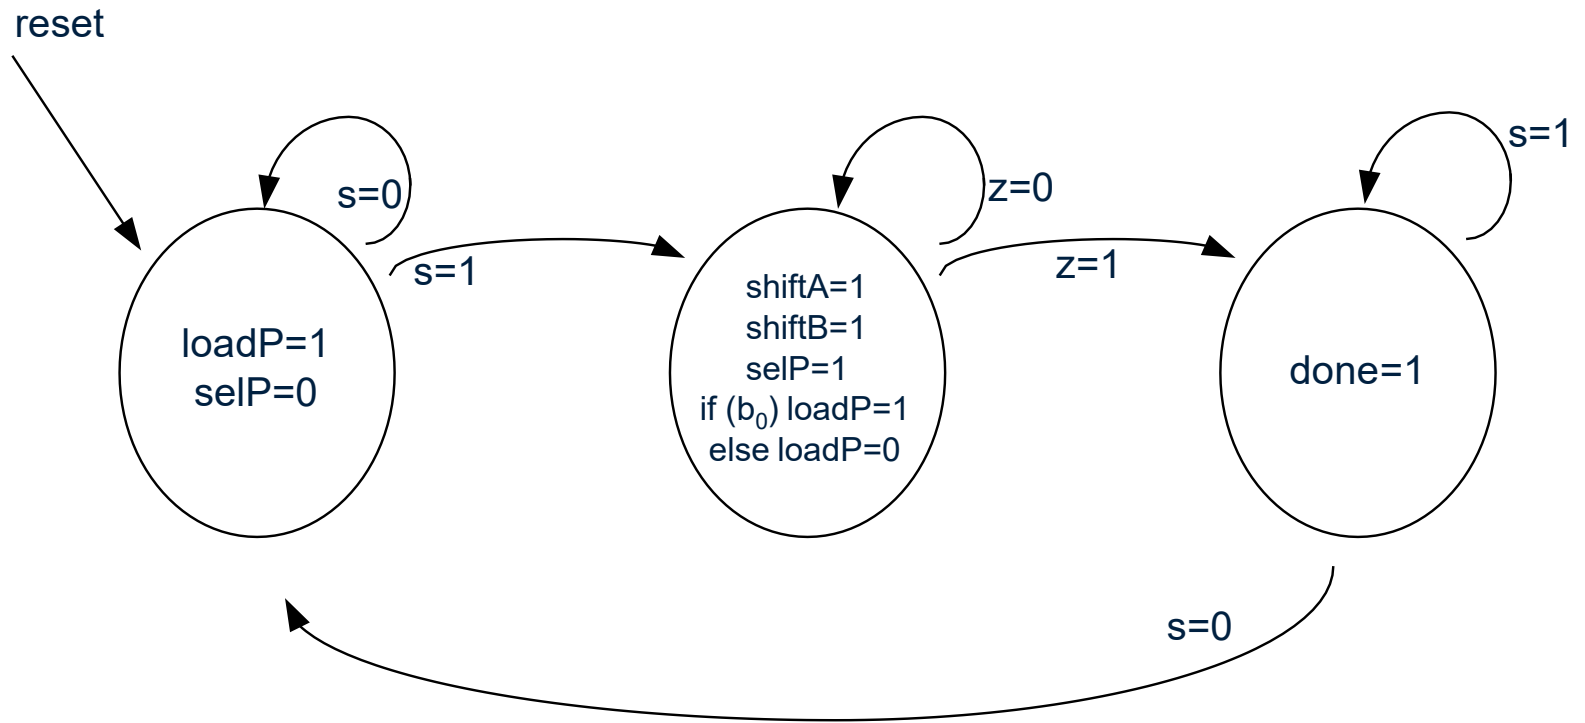 reset
s=0
s=1
loadP=1
selP=0
z=0
z=1
shiftA=1
shiftB=1
selP=1
if (b₀) loadP=1
else loadP=0
s=1
done=1
s=0